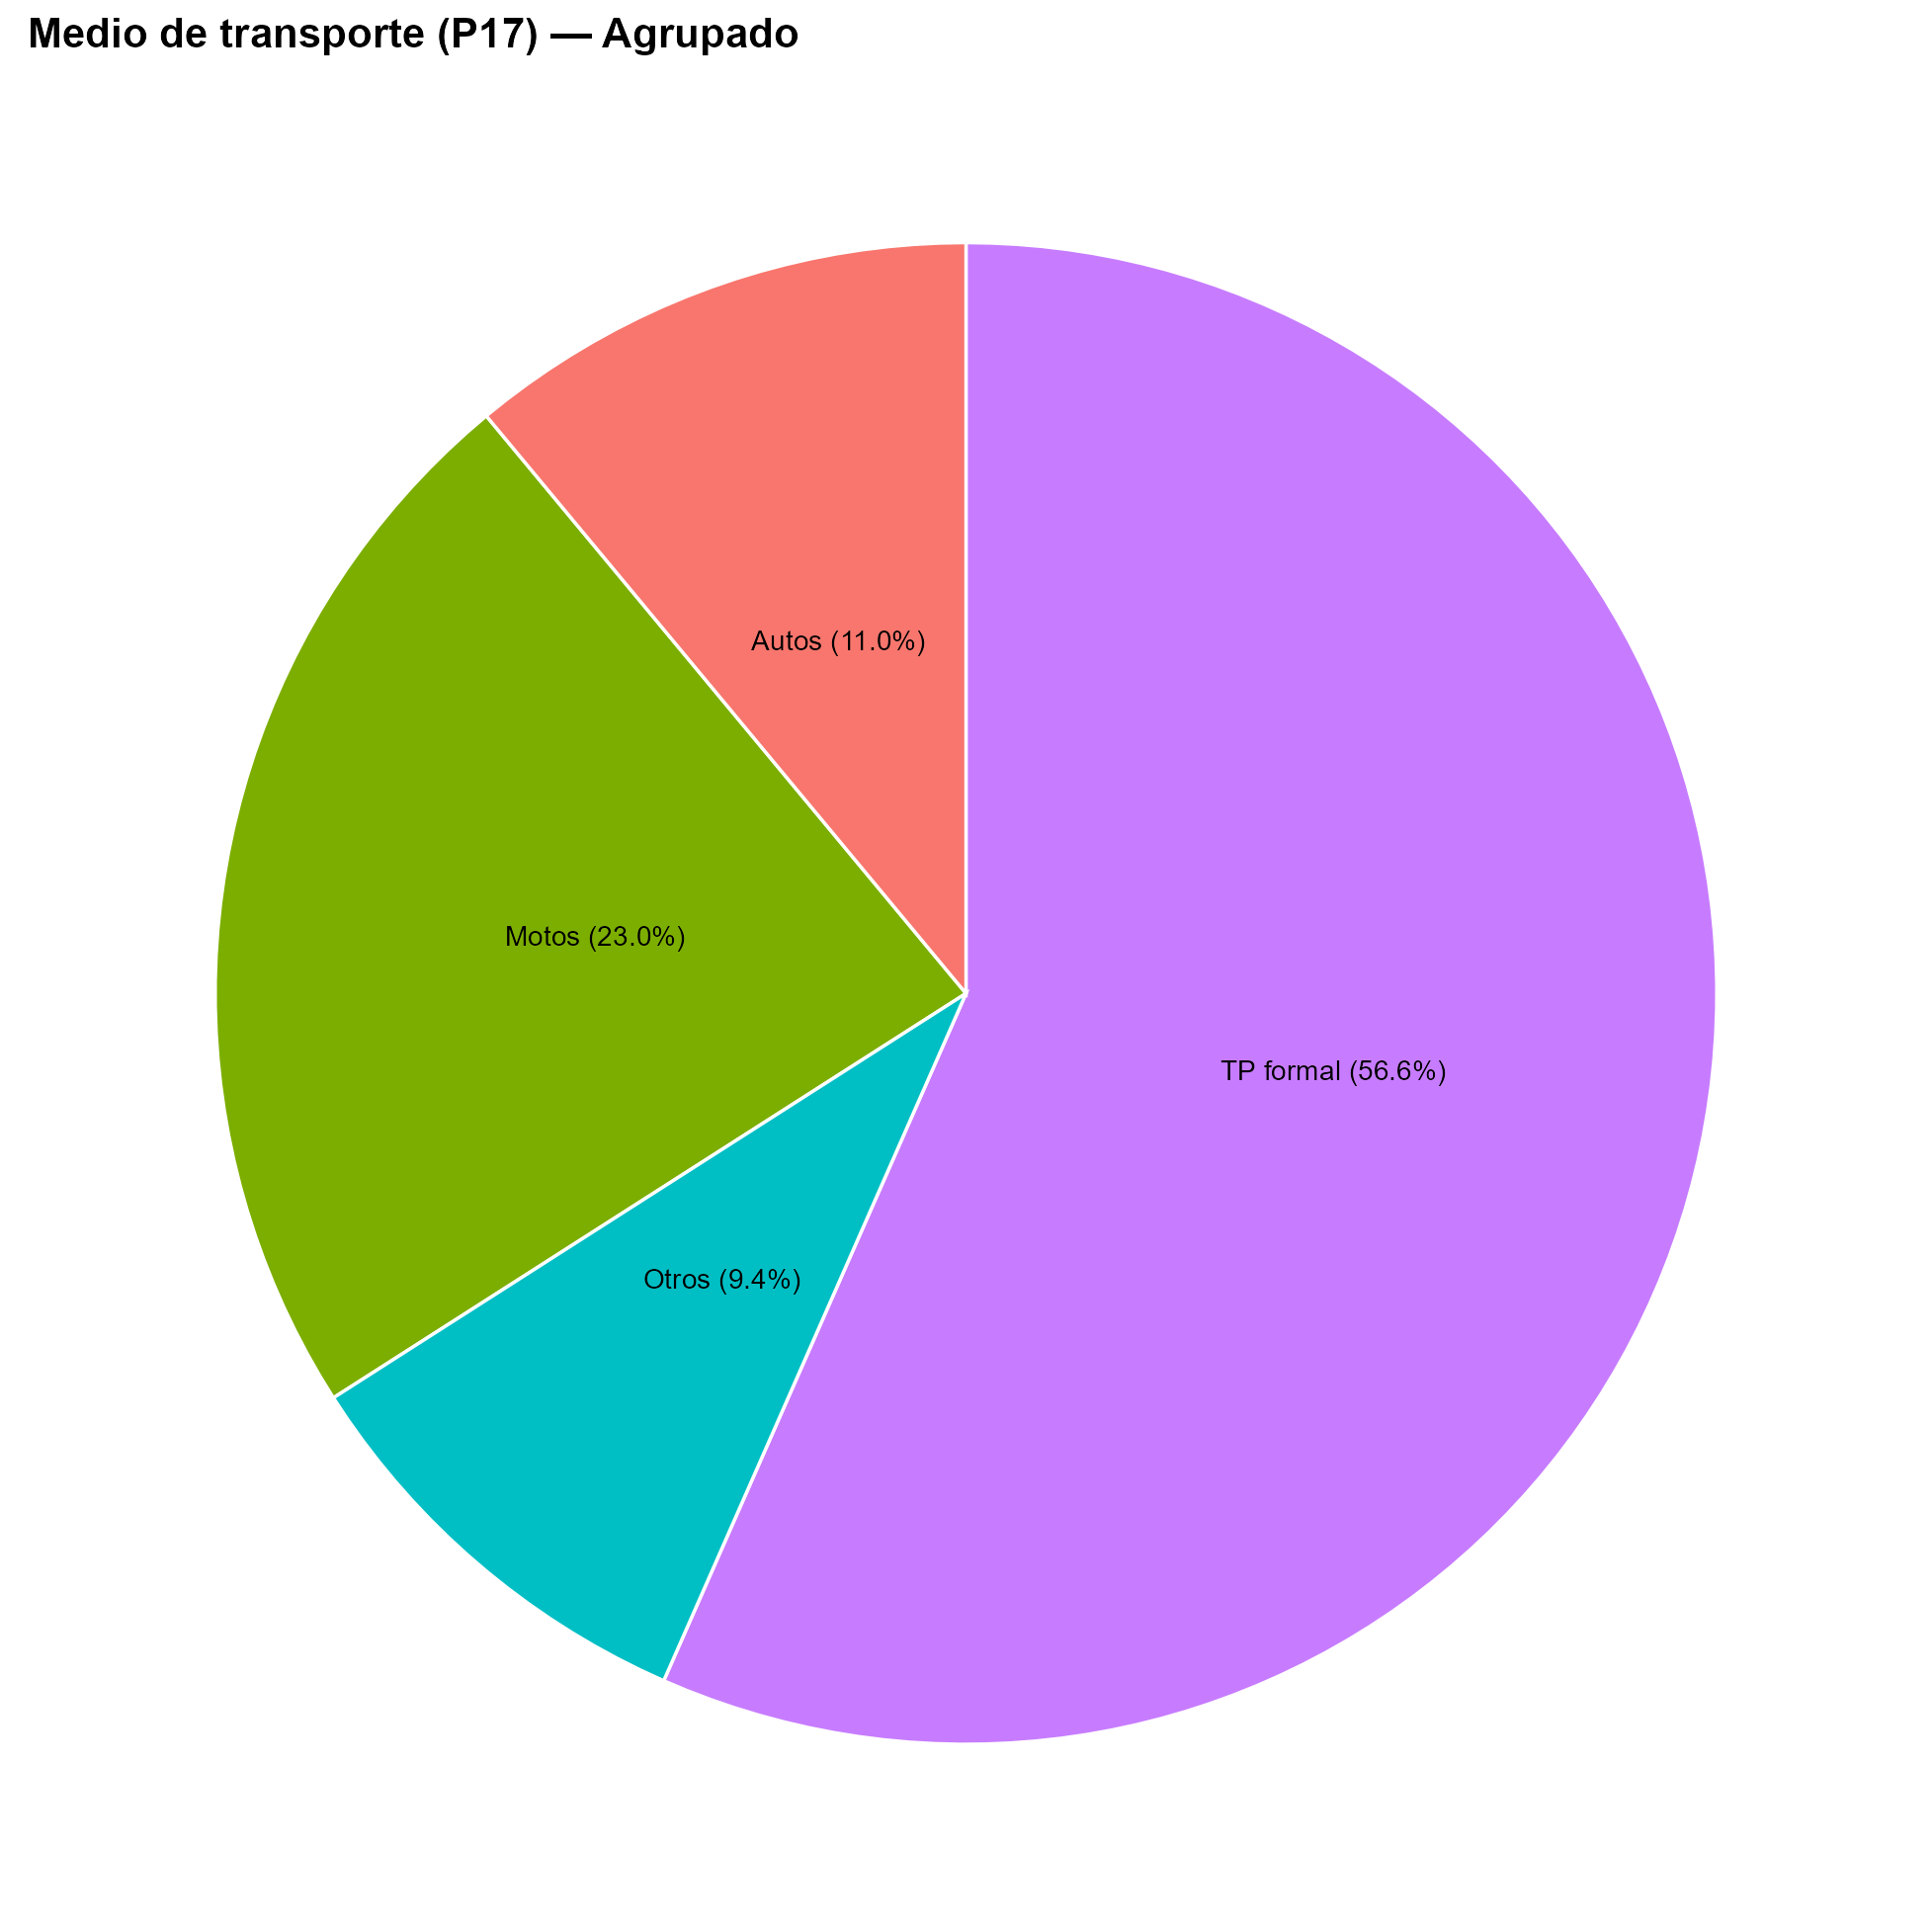 Medio de transporte (P17) — Agrupado
Autos (11.0%)
Motos (23.0%)
TP formal (56.6%)
Otros (9.4%)